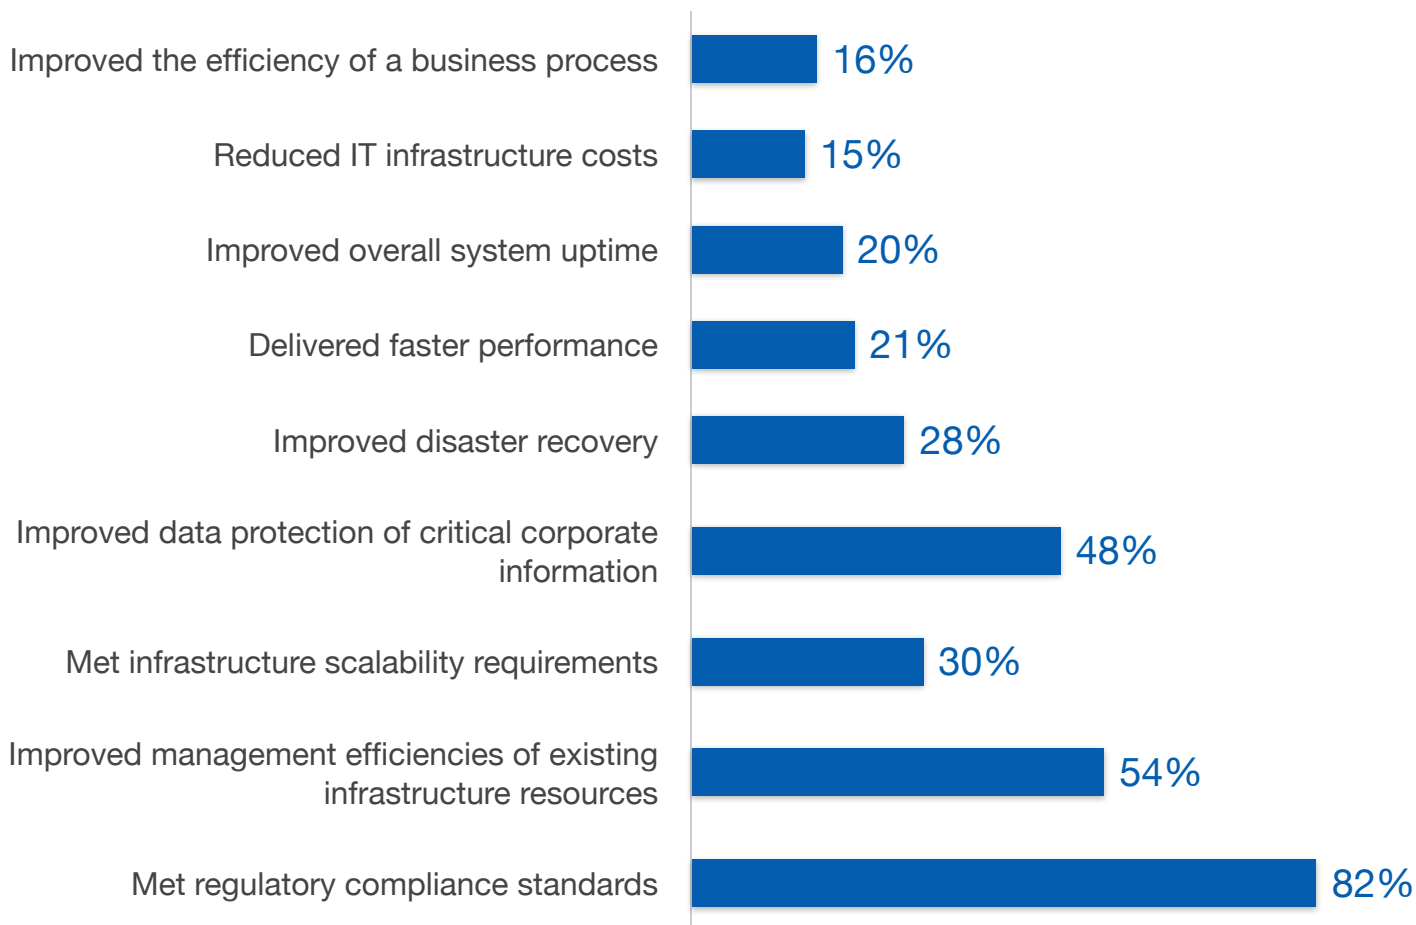 Improved the efficiency of a business process 16%
Reduced IT infrastructure costs 15%
Improved overall system uptime 20%
Delivered faster performance 21%
Improved disaster recovery 28%
Improved data protection of critical corporate
information 48%
Met infrastructure scalability requirements 30%
Improved management efficiencies of existing
infrastructure resources 54%
Met regulatory compliance standards 82%